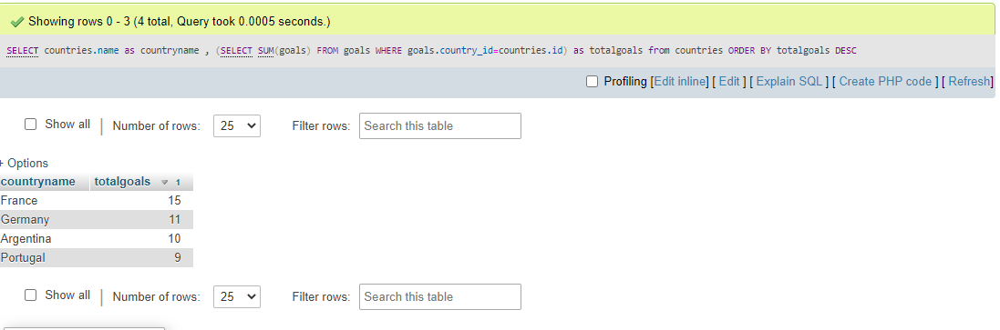 Showing rows 0 - 3 (4 total, Query took 0.0005 seconds.)
SELECT countries.name as countryname , (SELECT SUM(goals) FROM goals WHERE goals.country_id=countries.id) as totalgoals from countries ORDER BY totalgoals DESC
Profiling [Edit inline] [ Edit ] [ Explain SQL ] [ Create PHP code ] [ Refresh]
Show all | Number of rows: 25 Filter rows: Search this table
+ Options
countryname totalgoals 1
France 15
Germany 11
Argentina 10
Portugal 9
Show all | Number of rows: 25 Filter rows: Search this table